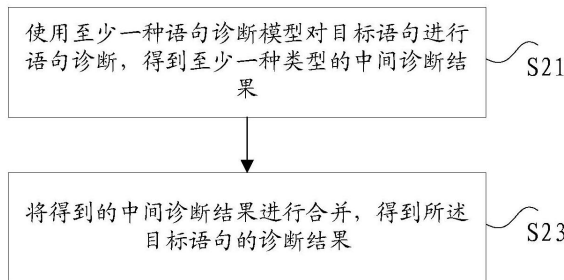 使用至少一种语句诊断模型对目标语句进行
语句诊断，得到至少一种类型的中间诊断结
果
S21
将得到的中间诊断结果进行合并，得到所述
目标语句的诊断结果
S23